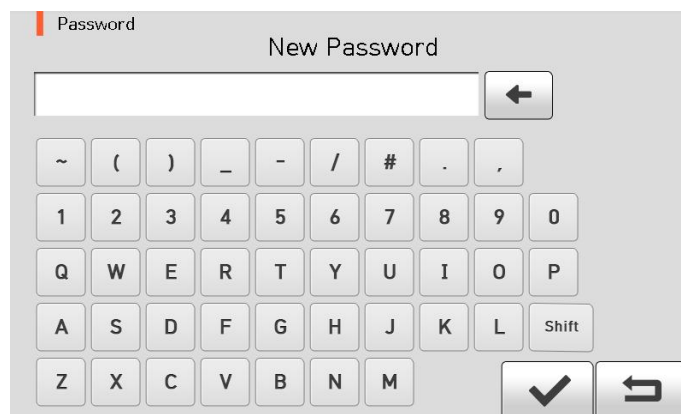 Password
New Password
~ ( ) _ - / # . ,
1 2 3 4 5 6 7 8 9 0
Q W E R T Y U I O P
A S D F G H J K L Shift
Z X C V B N M